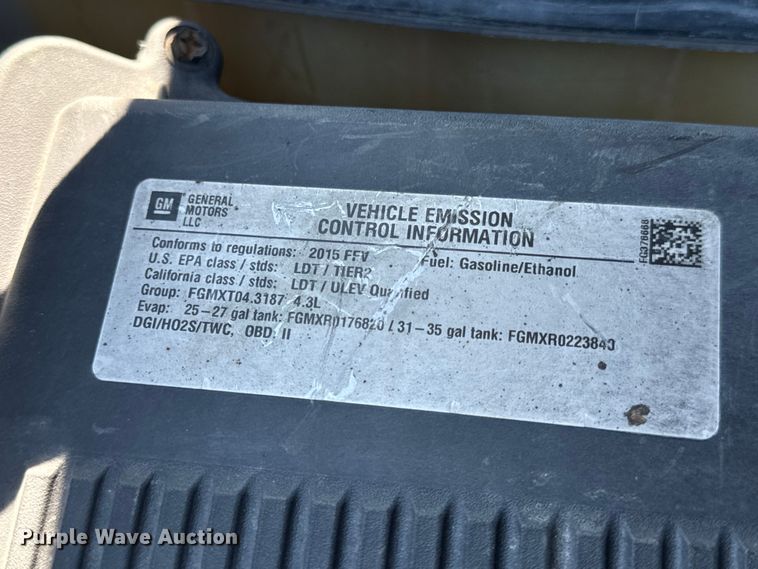 GM
GENERAL
MOTORS
LLC
VEHICLE EMISSION
CONTROL INFORMATION
Conforms to regulations: 2015 FFV Fuel: Gasoline/Ethanol
U.S. EPA class / stds: LDT / TIER2
California class / stds: LDT / ULEV Qualified
Group: FGMXT04.3187 4.3L
Evap: 25-27 gal tank: FGMXR0176820 / 31-35 gal tank: FGMXR0223840
DGI/HO2S/TWC, OBD II
Purple Wave Auction